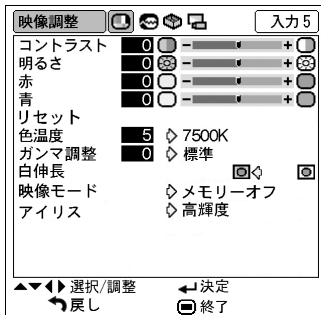 映像調整 入力5
コントラスト 0 - +
明るさ 0 - +
赤 0 - +
青 0 - +
リセット
色温度 5 7500K
ガンマ調整 0 標準
白伸長
映像モード メモリーオフ
アイリス 高輝度
選択/調整 決定
戻し 終了